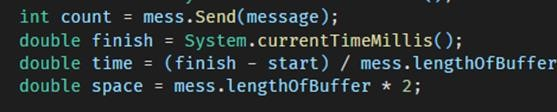 int count = mess.Send(message);
double finish = System.currentTimeMillis();
double time = (finish - start) / mess.lengthOfBuffer
double space = mess.lengthOfBuffer * 2;